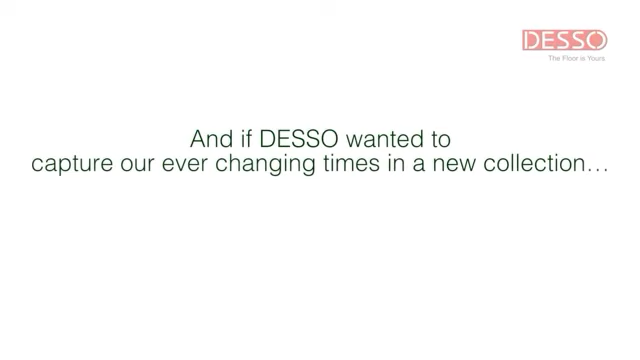 DESSO
The Floor is Yours
And if DESSO wanted to
capture our ever changing times in a new collection…